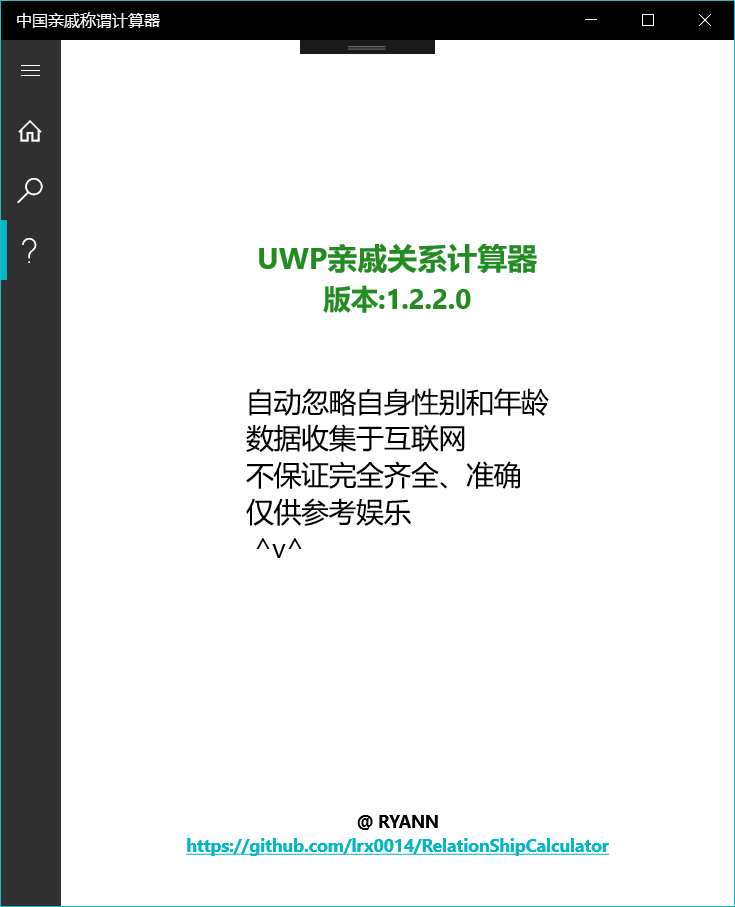 中国亲戚称谓计算器
UWP亲戚关系计算器
版本:1.2.2.0
自动忽略自身性别和年龄
数据收集于互联网
不保证完全齐全、准确
仅供参考娱乐
^v^
@ RYANN
https://github.com/lrx0014/RelationShipCalculator